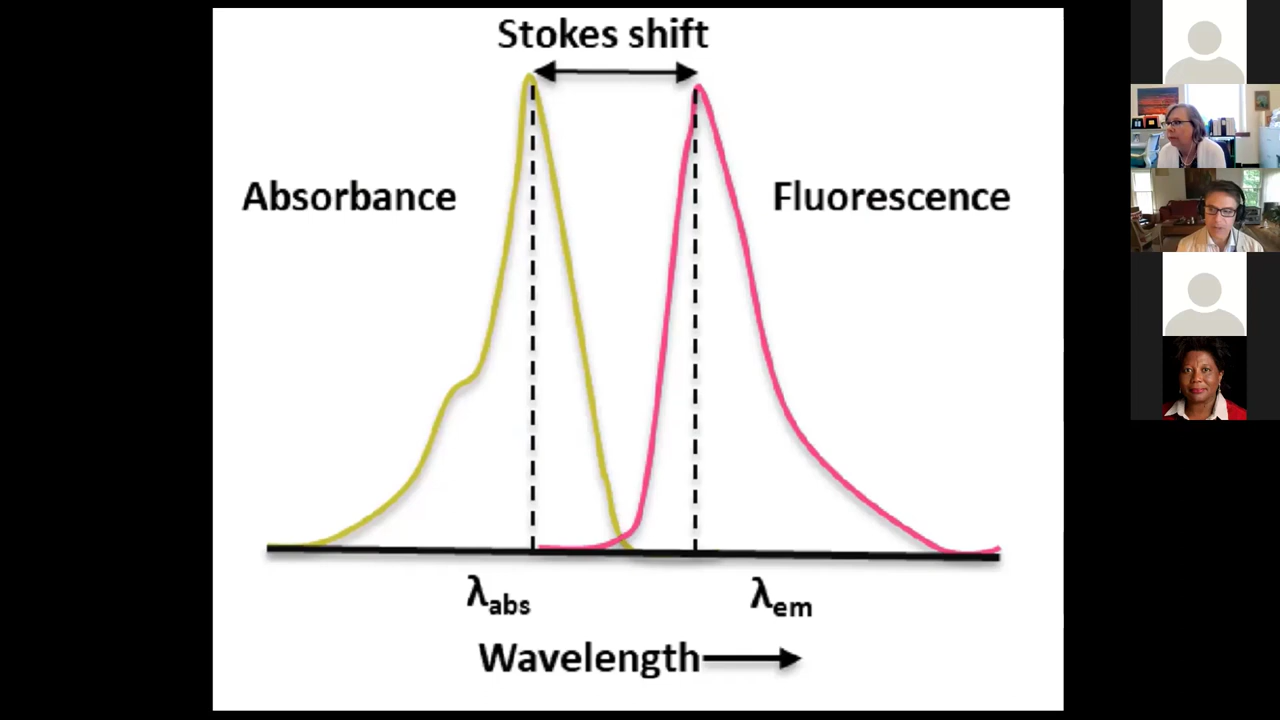 Stokes shift
Absorbance
Fluorescence
λabs
λem
Wavelength